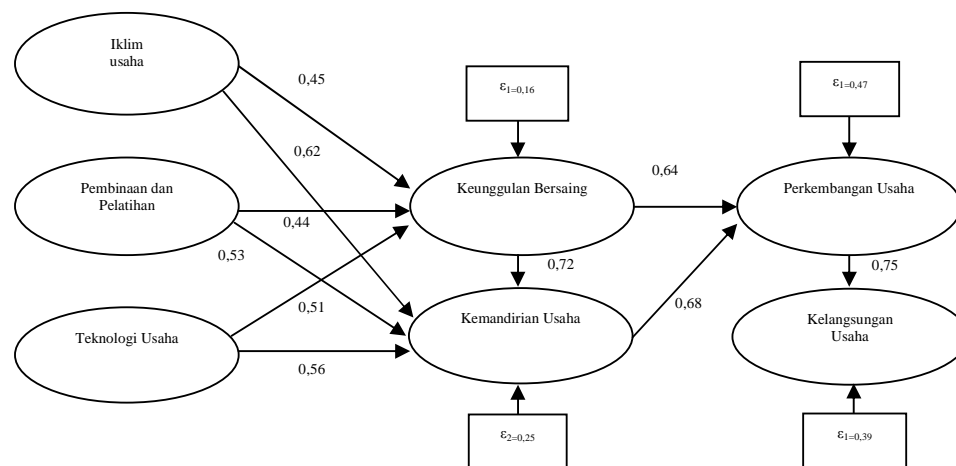 Iklim
usaha
0,45
ε1=0,16
ε1=0,47
0,62
Pembinaan dan
Pelatihan
Keunggulan Bersaing
0,64
Perkembangan Usaha
0,44
0,53
0,72
0,75
0,51
0,68
Teknologi Usaha
Kemandirian Usaha
Kelangsungan
Usaha
0,56
ε2=0,25
ε1=0,39